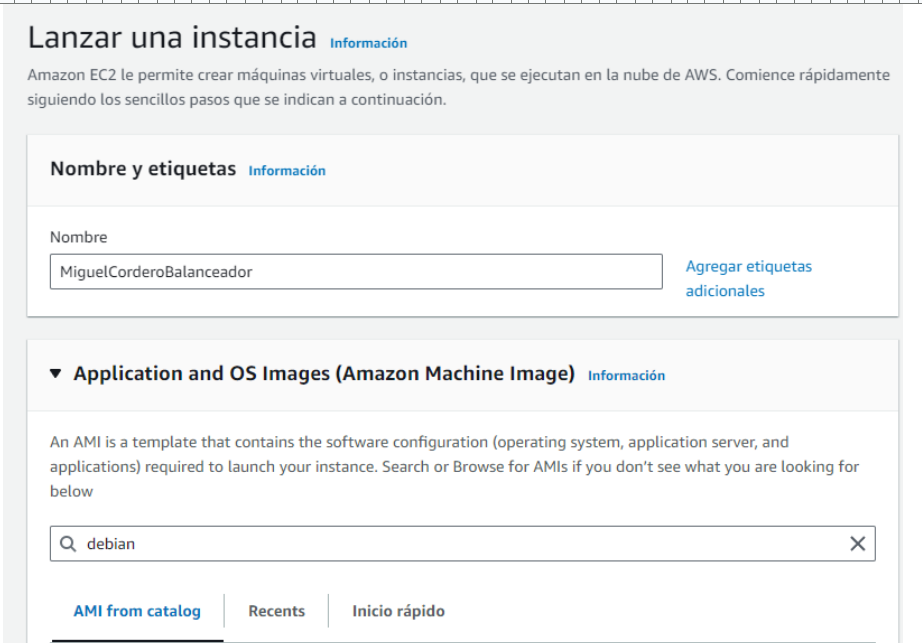 Lanzar una instancia Información
Amazon EC2 le permite crear máquinas virtuales, o instancias, que se ejecutan en la nube de AWS. Comience rápidamente
siguiendo los sencillos pasos que se indican a continuación.
Nombre y etiquetas Información
Nombre
MiguelCorderoBalanceador
Agregar etiquetas
adicionales
Application and OS Images (Amazon Machine Image) Información
An AMI is a template that contains the software configuration (operating system, application server, and
applications) required to launch your instance. Search or Browse for AMIs if you don’t see what you are looking for
below
debian
AMI from catalog Recents Inicio rápido